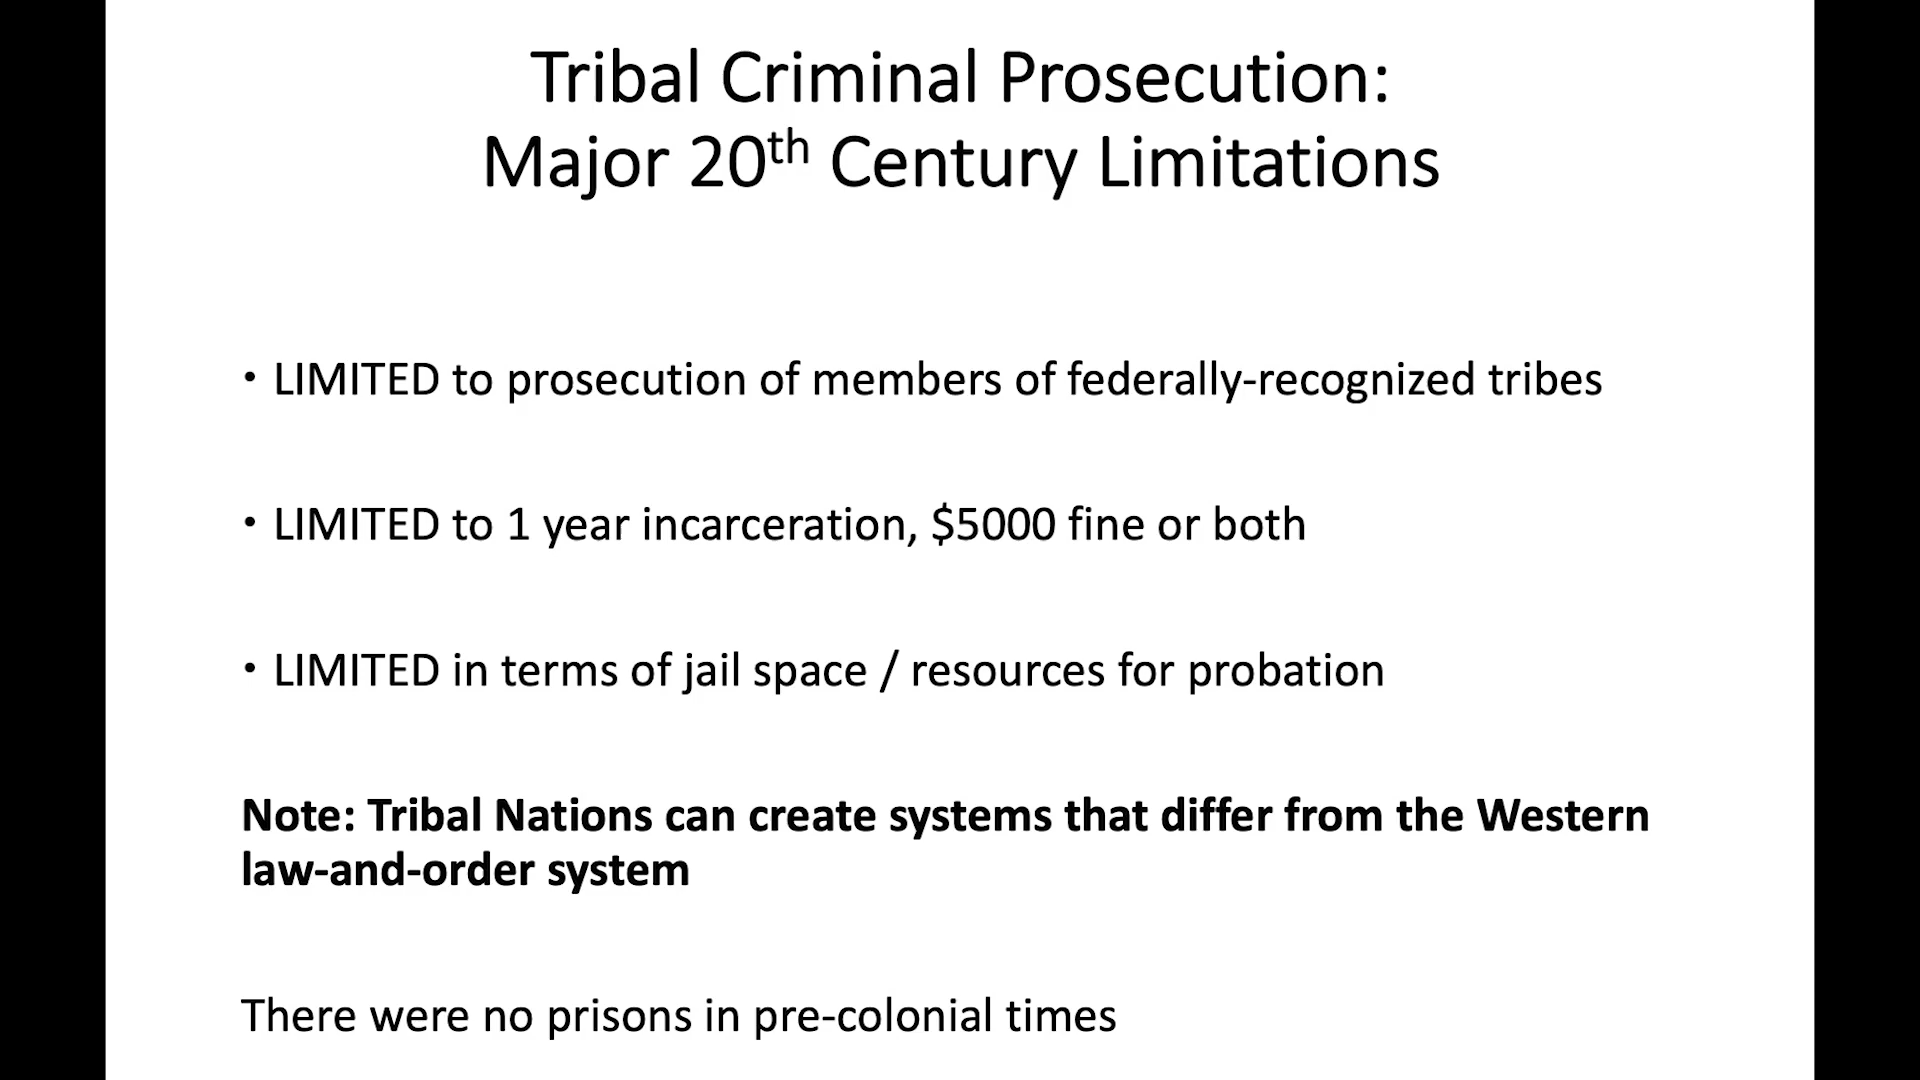 Tribal Criminal Prosecution:
Major 20th Century Limitations
• LIMITED to prosecution of members of federally-recognized tribes
• LIMITED to 1 year incarceration, $5000 fine or both
• LIMITED in terms of jail space / resources for probation
Note: Tribal Nations can create systems that differ from the Western
law-and-order system
There were no prisons in pre-colonial times